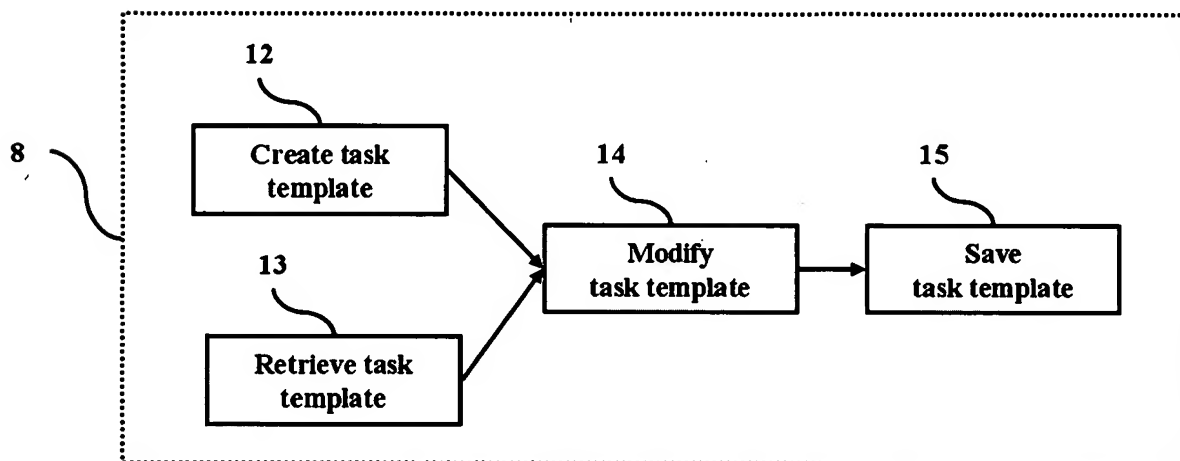 12
Create task
template
8
14
Modify
task template
15
Save
task template
13
Retrieve task
template